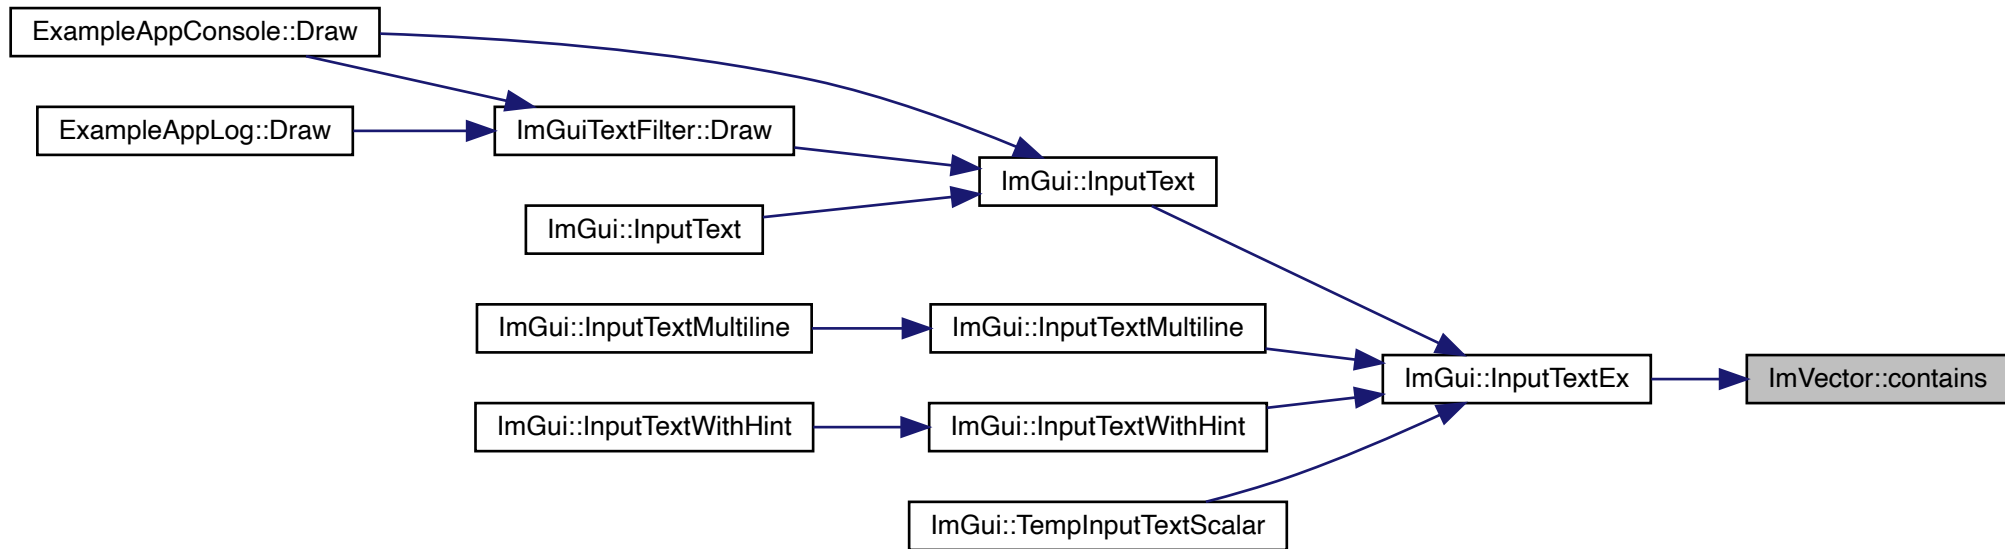 ExampleAppConsole::Draw
ExampleAppLog::Draw
ImGuiTextFilter::Draw
ImGui::InputText
ImGui::InputText
ImGui::InputTextMultiline
ImGui::InputTextMultiline
ImGui::InputTextEx
ImVector::contains
ImGui::InputTextWithHint
ImGui::InputTextWithHint
ImGui::TempInputTextScalar